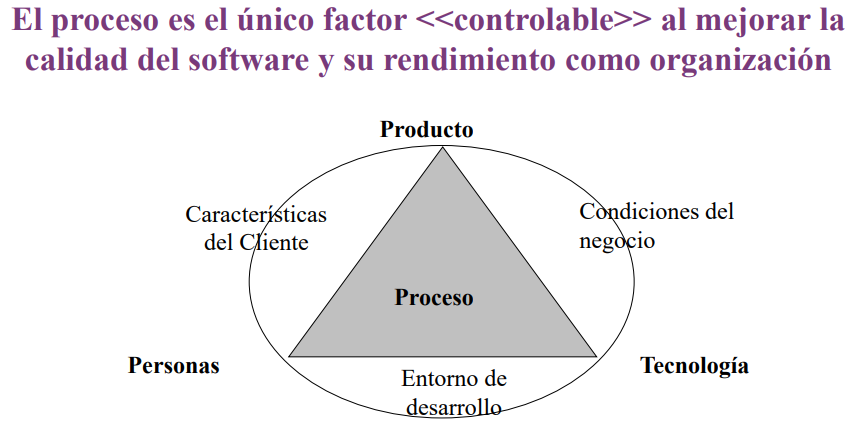 El proceso es el único factor <<controlable>> al mejorar la
calidad del software y su rendimiento como organización
Producto
Características
del Cliente
Condiciones del
negocio
Proceso
Personas
Tecnología
Entorno de
desarrollo